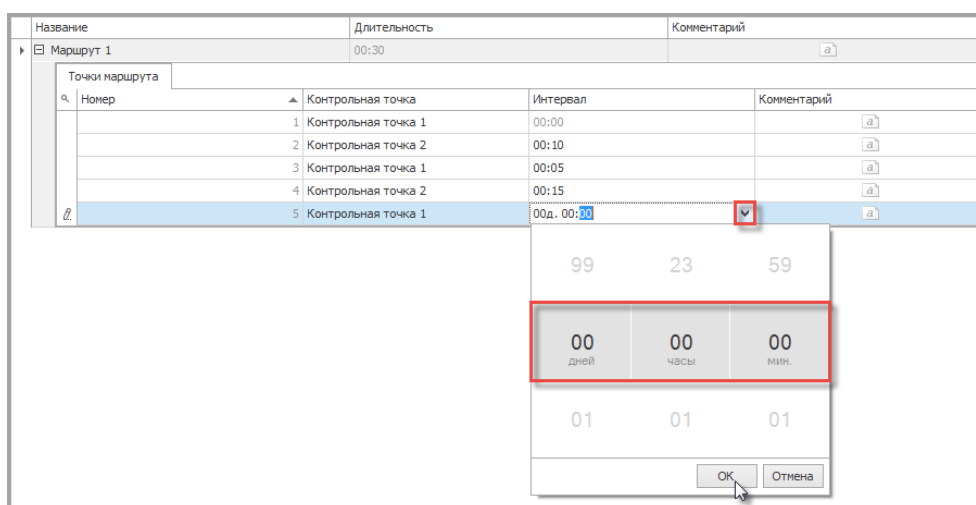 Название Длительность Комментарий
Маршрут 1 00:30 a
Точки маршрута
Номер Контрольная точка Интервал Комментарий
1 Контрольная точка 1 00:00 a
2 Контрольная точка 2 00:10 a
3 Контрольная точка 1 00:05 a
4 Контрольная точка 2 00:15 a
5 Контрольная точка 1 00д. 00:00 a
99 23 59
00 00 00
дней часы мин.
01 01 01
OK Отмена